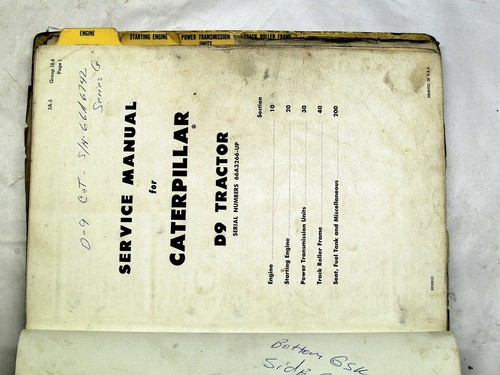 ENGINE
STARTING ENGINE
POWER TRANSMISSION UNITS
TRACK ROLLER FRAME
3A-5
Group 18,4
Page 1
D-9 Cat - S/N-66A6742
Series G
SERVICE MANUAL
for
CATERPILLAR®
D9 TRACTOR
SERIAL NUMBERS 66A3266-UP
Section
Engine 10
Starting Engine 20
Power Transmission Units 30
Track Roller Frame 40
Seat, Fuel Tank and Miscellaneous 200
PRINTED IN U.S.A.
Bottom GSK
Side